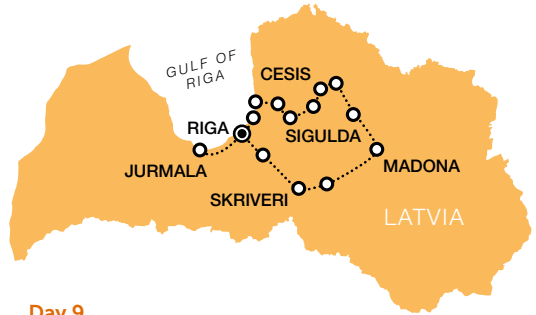 GULF OF
RIGA
CESIS
RIGA
SIGULDA
JURMALA
MADONA
SKRIVERI
LATVIA
Day 9